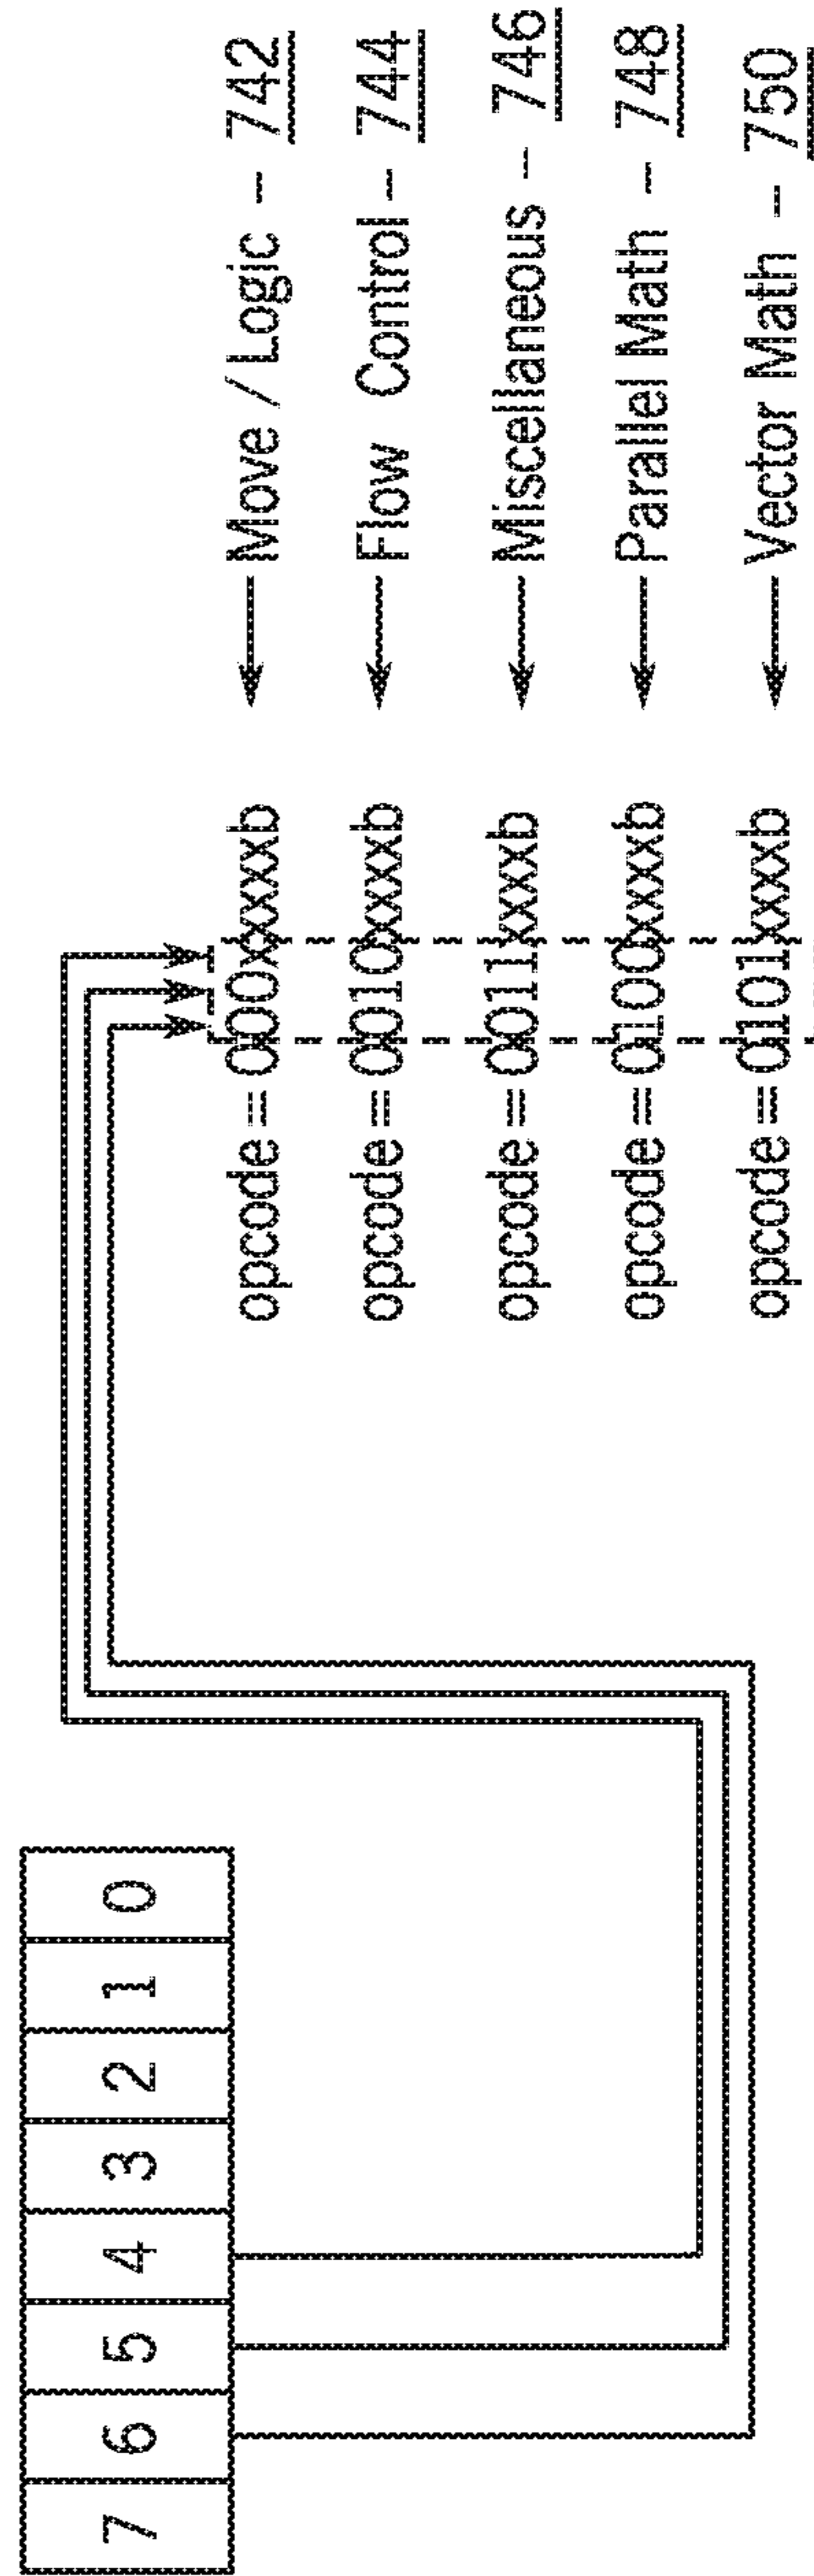 7 6 5 4 3 2 1 0
opcode=000xxxxxb ← Move / Logic – 742
opcode=0010xxxxb ← Flow Control – 744
opcode=0011xxxxb ← Miscellaneous – 746
opcode=0100xxxxb ← Parallel Math – 748
opcode=0101xxxxb ← Vector Math – 750